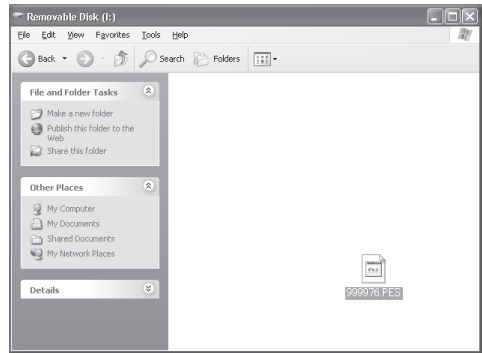 Removable Disk (I:)
File Edit View Favorites Tools Help
Back Search Folders
File and Folder Tasks
Make a new folder
Publish this folder to the
Web
Share this folder
Other Places
My Computer
My Documents
Shared Documents
My Network Places
Details
999976.PES